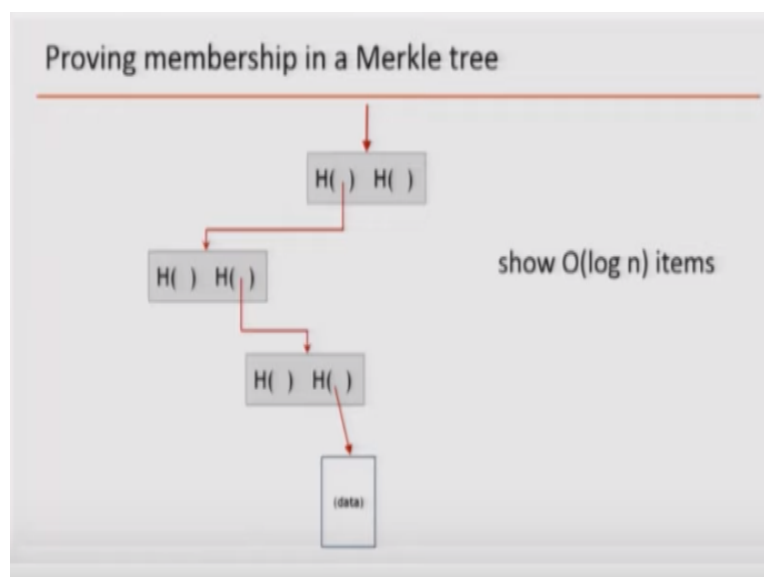 Proving membership in a Merkle tree
H( ) H( )
show O(log n) items
H( ) H( )
H( ) H( )
(data)